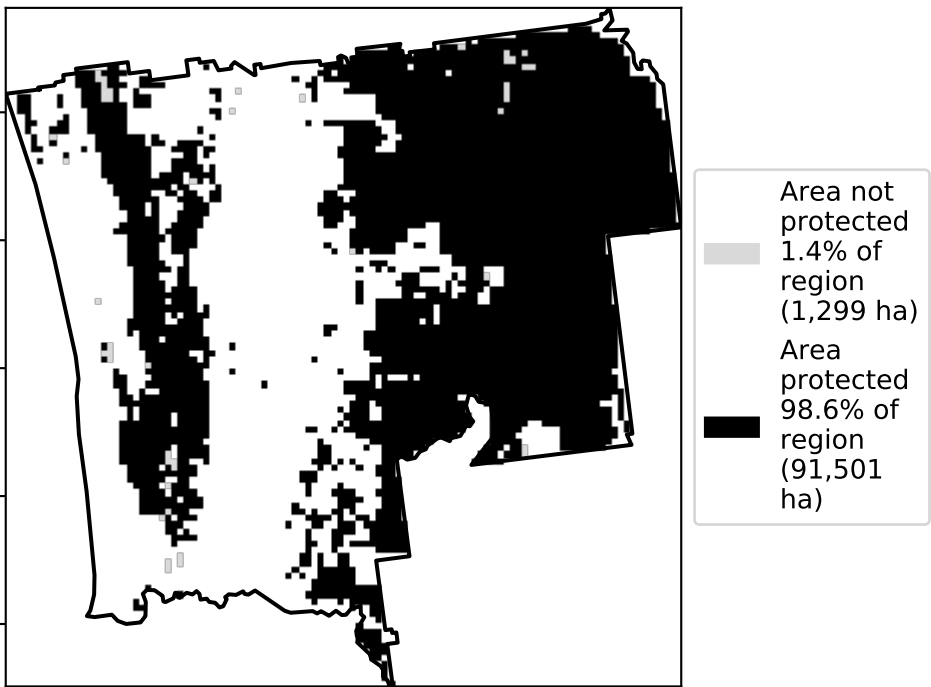 Area not
protected
1.4% of
region
(1,299 ha)
Area
protected
98.6% of
region
(91,501
ha)